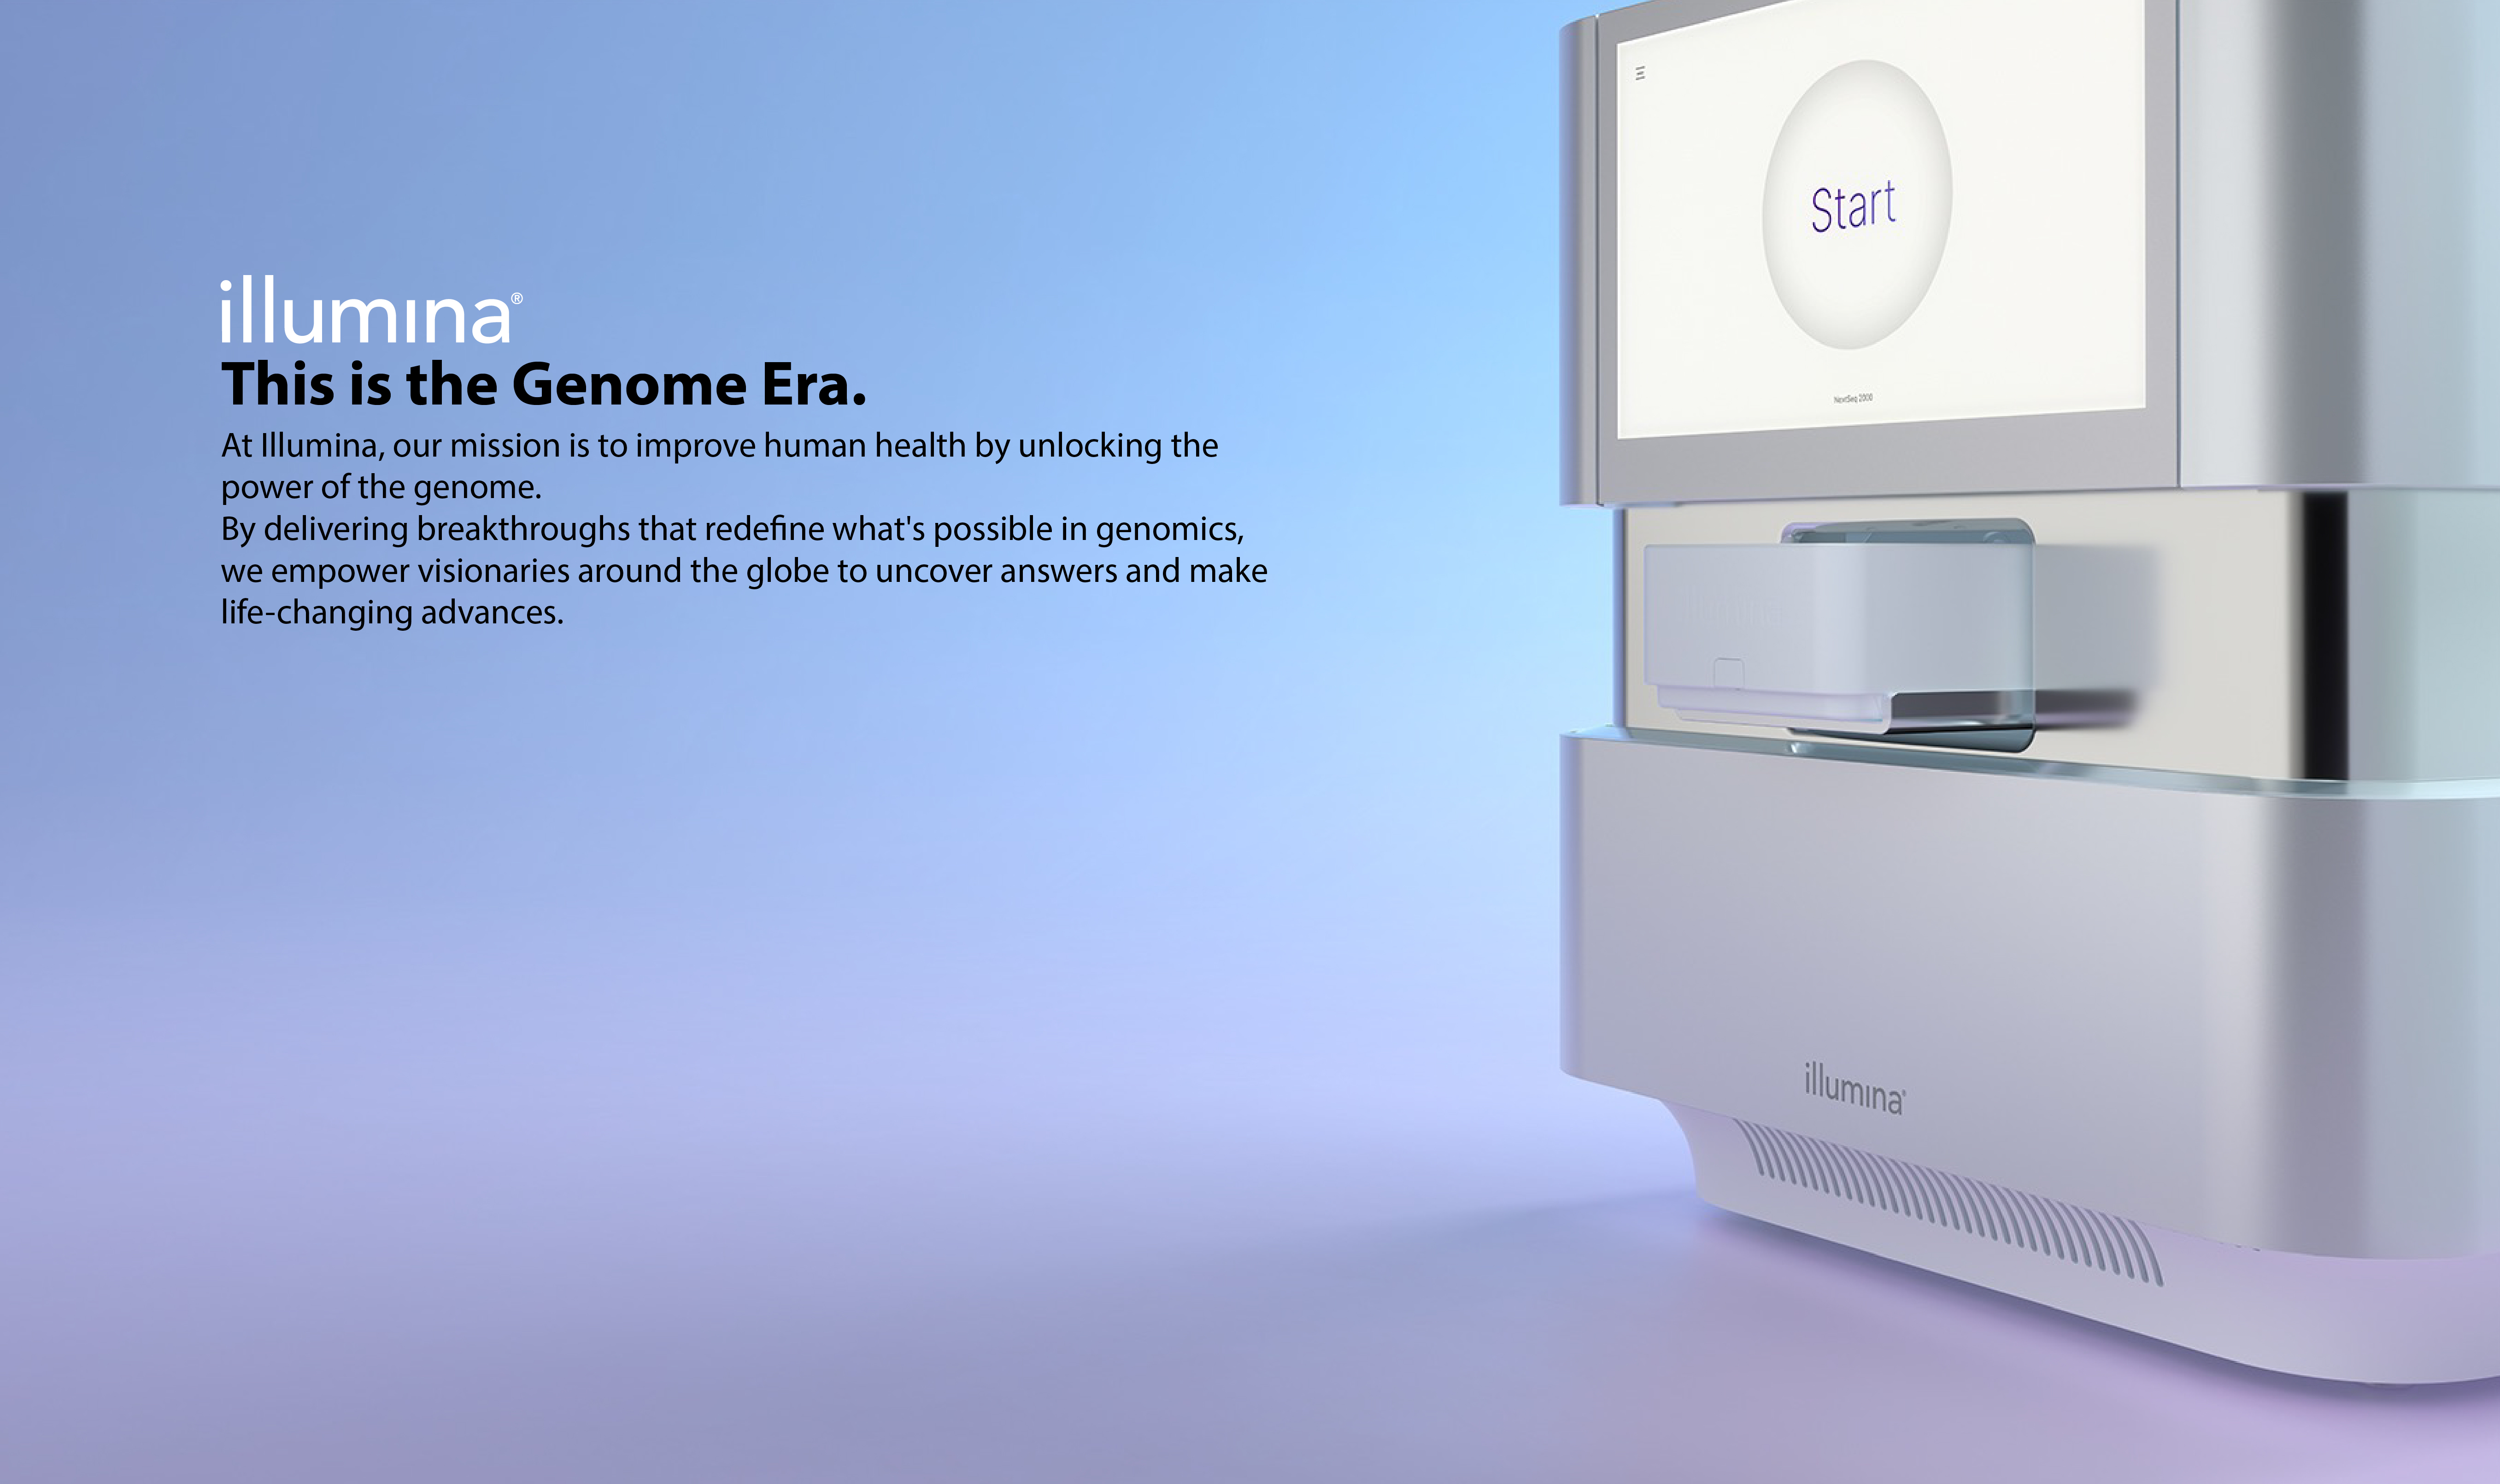 illumina®
This is the Genome Era.
At Illumina, our mission is to improve human health by unlocking the
power of the genome.
By delivering breakthroughs that redefine what's possible in genomics,
we empower visionaries around the globe to uncover answers and make
life-changing advances.
Start
NextSeq 2000
illumina®